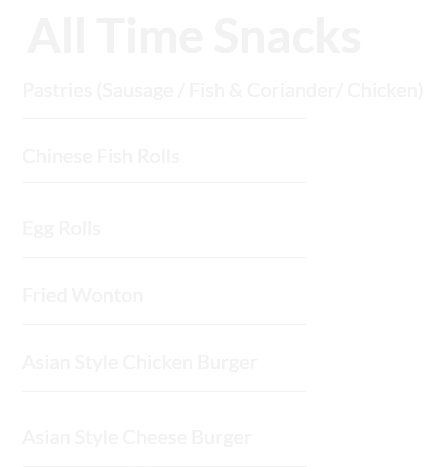 All Time Snacks
Pastries (Sausage / Fish & Coriander/ Chicken)
Chinese Fish Rolls
Egg Rolls
Fried Wonton
Asian Style Chicken Burger
Asian Style Cheese Burger